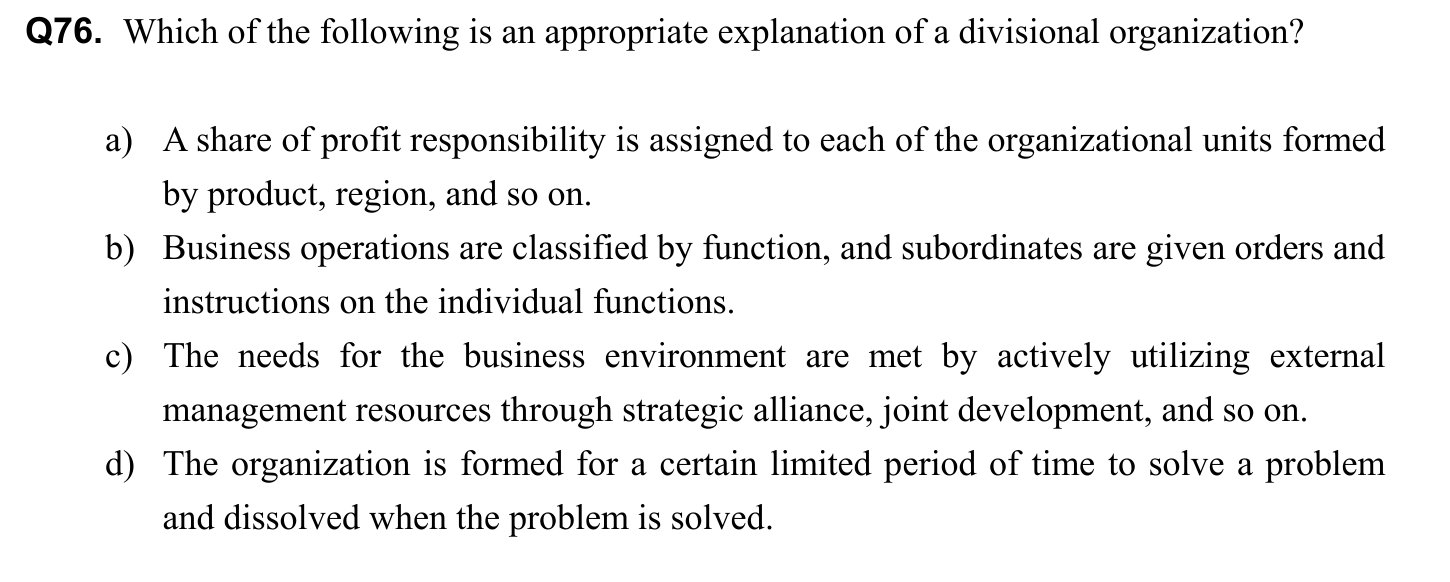 Q76. Which of the following is an appropriate explanation of a divisional organization?
a) A share of profit responsibility is assigned to each of the organizational units formed
by product, region, and so on.
b) Business operations are classified by function, and subordinates are given orders and
instructions on the individual functions.
c) The needs for the business environment are met by actively utilizing external
management resources through strategic alliance, joint development, and so on.
d) The organization is formed for a certain limited period of time to solve a problem
and dissolved when the problem is solved.